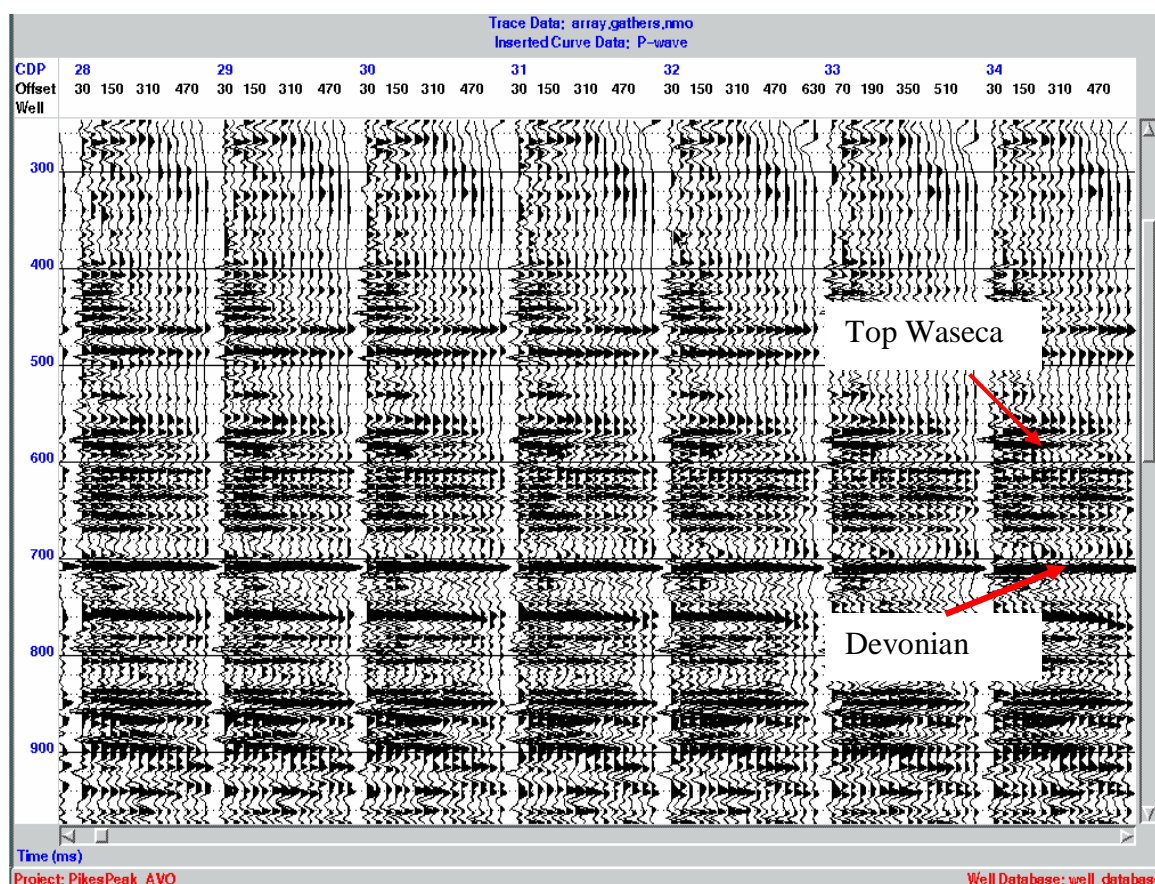 Trace Data: array.gathers.nmo
Inserted Curve Data: P-wave
CDP 28 29 30 31 32 33 34
Offset 30 150 310 470 30 150 310 470 30 150 310 470 30 150 310 470 30 150 310 470 630 70 190 350 510 30 150 310 470
Well
300
400
Top Waseca
500
600
700
Devonian
800
900
Time (ms)
Project: PikesPeak_AVO Well Database: well_database